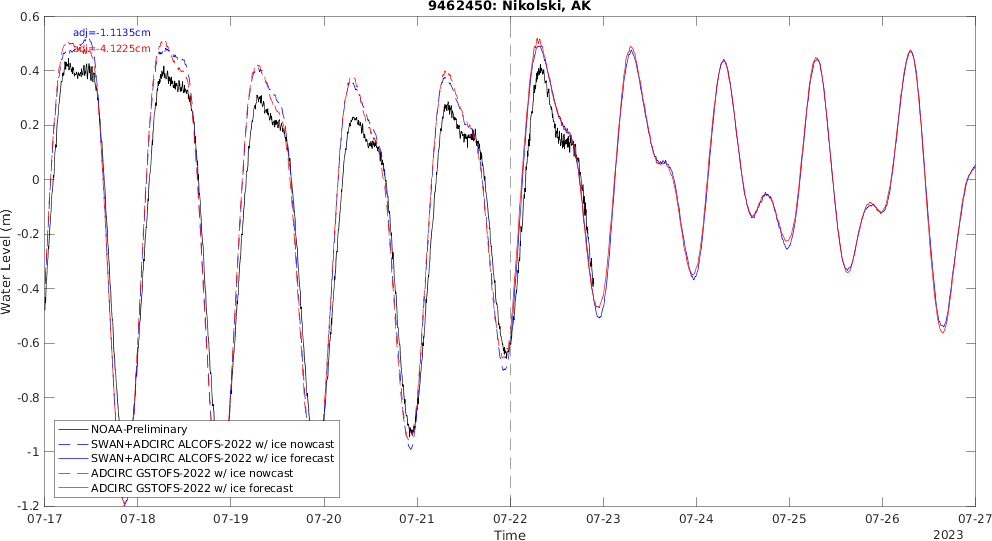 9462450: Nikolski, AK
adj=-1.1135cm
adj=-4.1225cm
Water Level (m)
0.6
0.4
0.2
0
-0.2
-0.4
-0.6
-0.8
-1
-1.2
NOAA-Preliminary
SWAN+ADCIRC ALCOFS-2022 w/ ice nowcast
SWAN+ADCIRC ALCOFS-2022 w/ ice forecast
ADCIRC GSTOFS-2022 w/ ice nowcast
ADCIRC GSTOFS-2022 w/ ice forecast
07-17 07-18 07-19 07-20 07-21 07-22 07-23 07-24 07-25 07-26 07-27
Time
2023